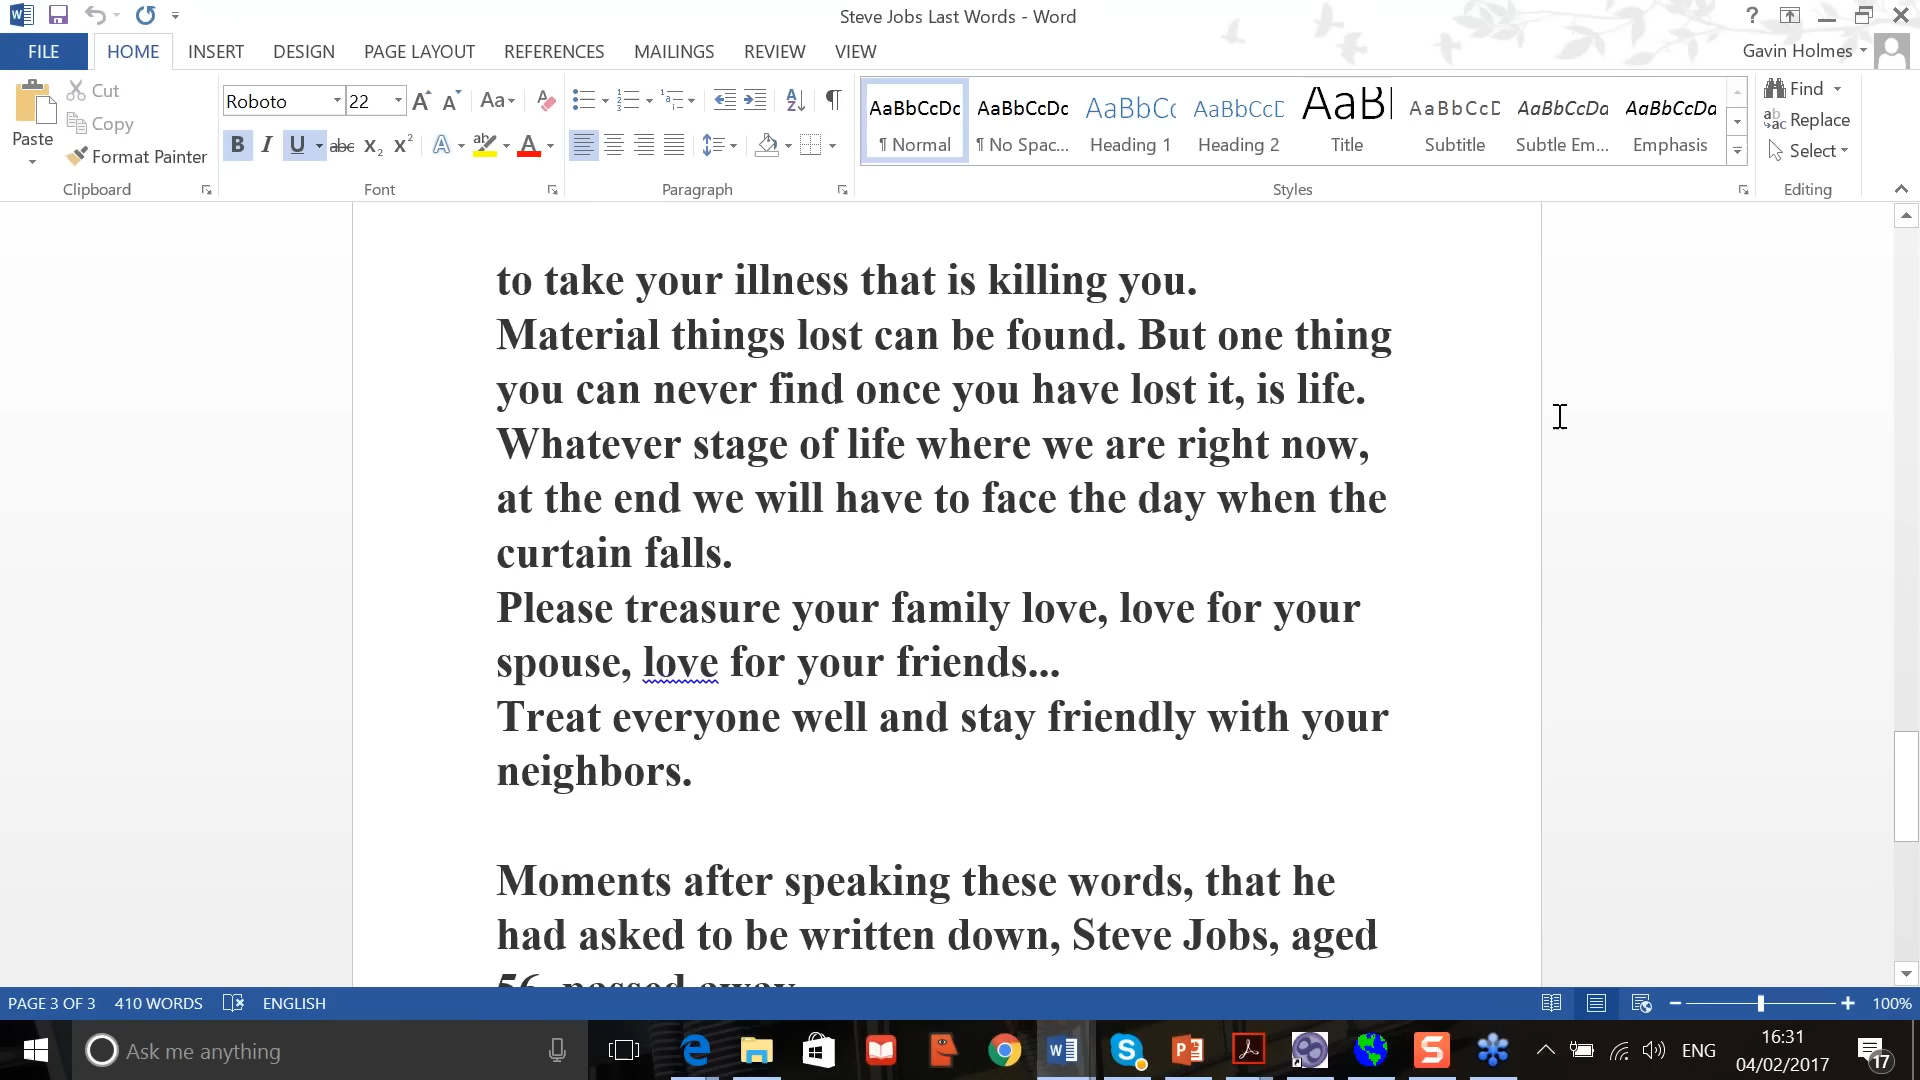 Steve Jobs Last Words - Word
FILE HOME INSERT DESIGN PAGE LAYOUT REFERENCES MAILINGS REVIEW VIEW Gavin Holmes
Paste Cut
Copy
Format Painter
Roboto 22
AaBbCcDc AaBbCcDc AaBbCc AaBbCcD AaBl AaBbCcD AaBbCcDa AaBbCcDa
¶ Normal ¶ No Spac... Heading 1 Heading 2 Title Subtitle Subtle Em... Emphasis
Find
Replace
Select
Clipboard Font Paragraph Styles Editing
to take your illness that is killing you.
Material things lost can be found. But one thing
you can never find once you have lost it, is life.
Whatever stage of life where we are right now,
at the end we will have to face the day when the
curtain falls.
Please treasure your family love, love for your
spouse, love for your friends...
Treat everyone well and stay friendly with your
neighbors.
Moments after speaking these words, that he
had asked to be written down, Steve Jobs, aged
56, passed away
PAGE 3 OF 3 410 WORDS ENGLISH 100%
Ask me anything ENG 16:31
04/02/2017 17